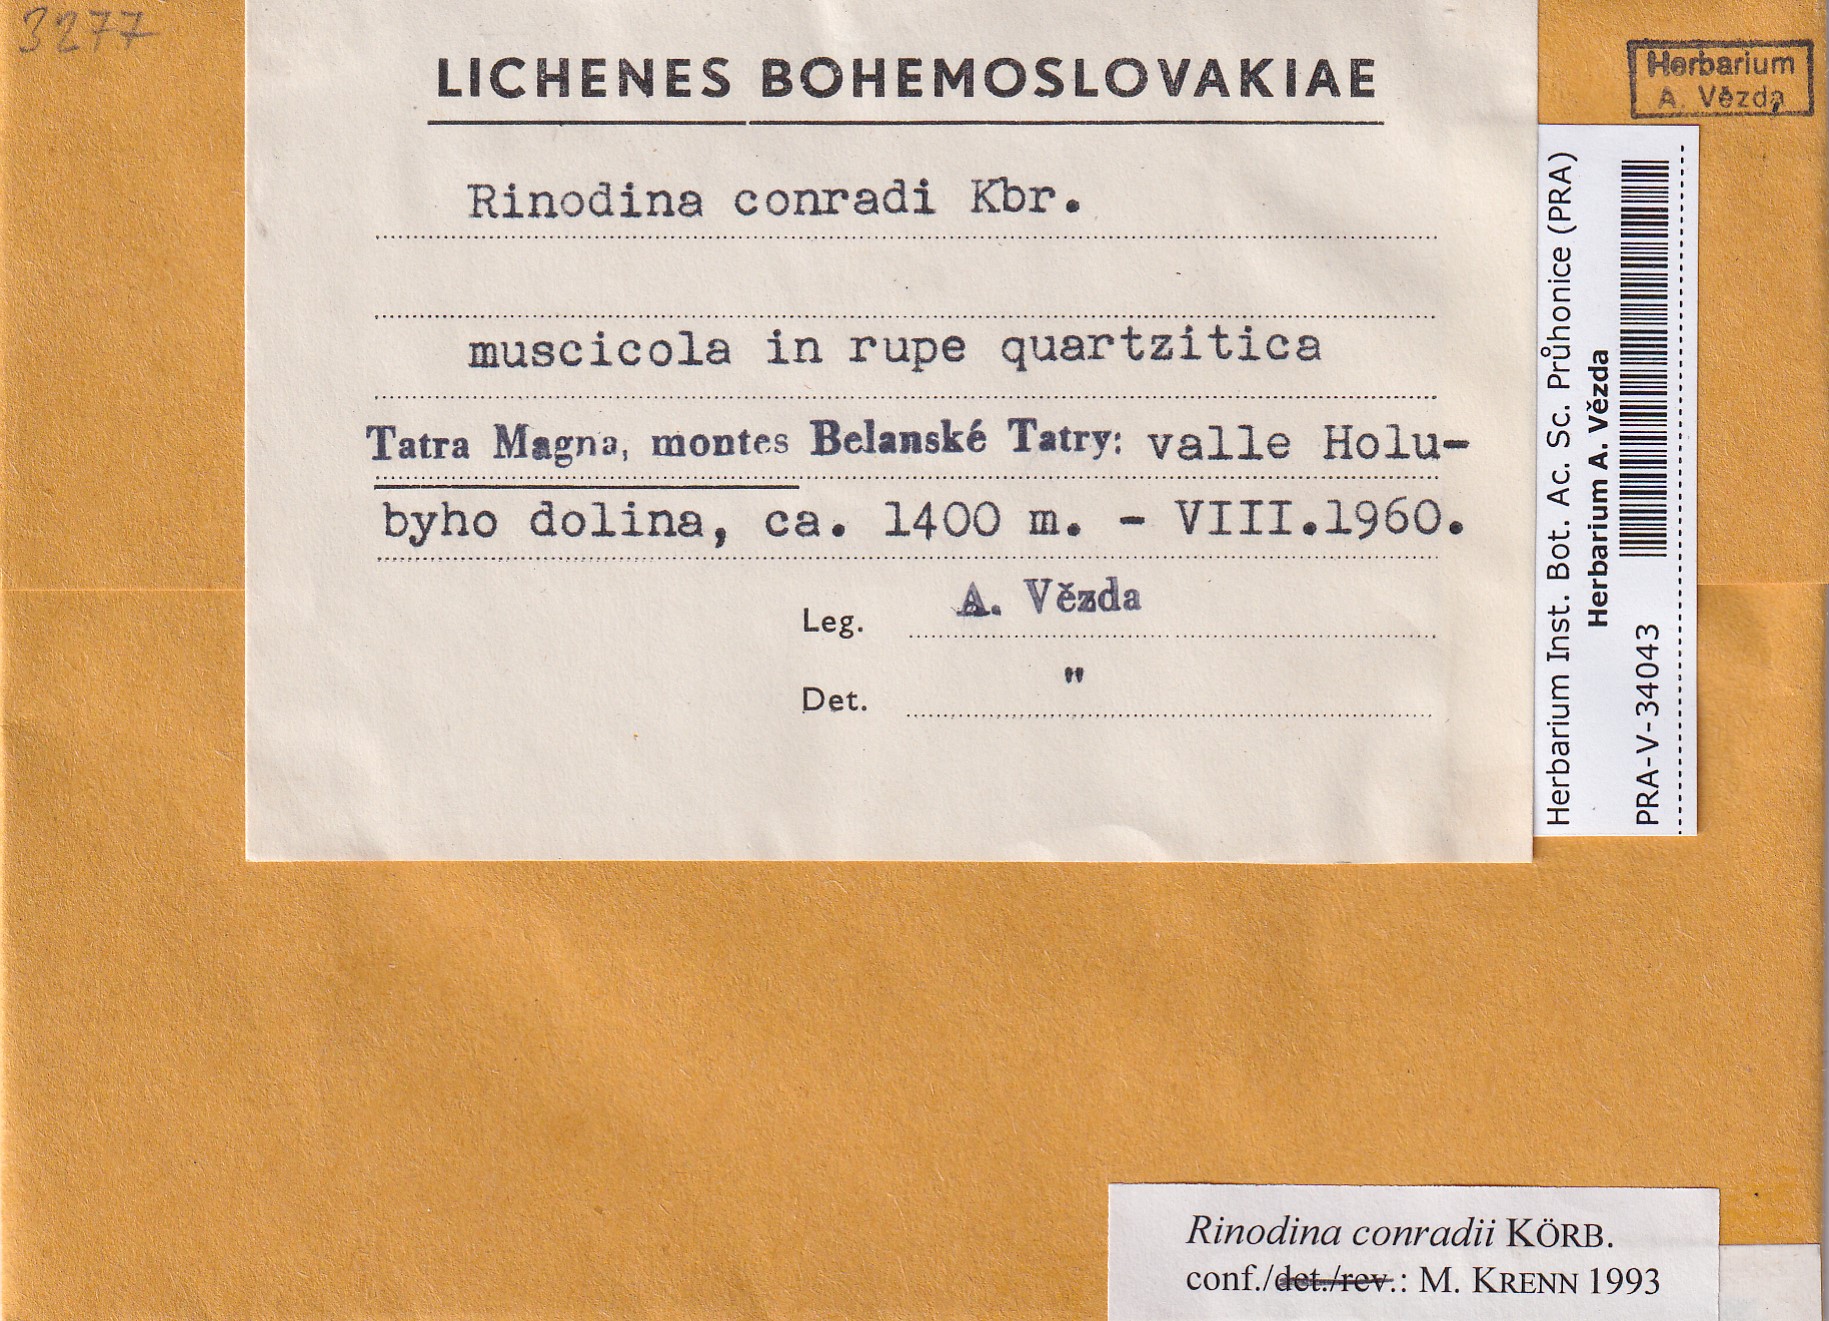 3277
LICHENES BOHEMOSLOVAKIAE
Rinodina conradi Kbr.
muscicola in rupe quartzitica
Tatra Magna, montes Belanské Tatry: valle Holu-
byho dolina, ca. 1400 m. - VIII.1960.
Leg. A. Vězda
Det. "
Herbarium
A. Vězda
Herbarium Inst. Bot. Ac. Sc. Průhonice (PRA)
Herbarium A. Vězda
PRA-V-34043
Rinodina conradii KÖRB.
conf./det./rev.: M. KRENN 1993